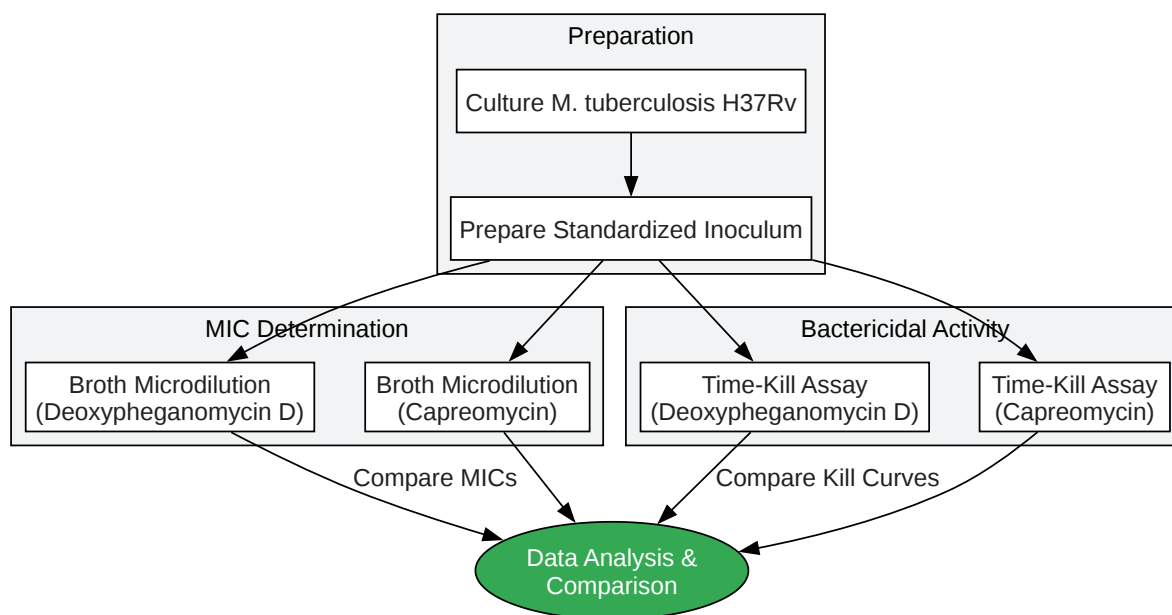 Preparation
Culture M. tuberculosis H37Rv
Prepare Standardized Inoculum
MIC Determination
Broth Microdilution
(Deoxypheganomycin D)
Broth Microdilution
(Capreomycin)
Bactericidal Activity
Time-Kill Assay
(Deoxypheganomycin D)
Time-Kill Assay
(Capreomycin)
Compare MICs
Compare Kill Curves
Data Analysis &
Comparison